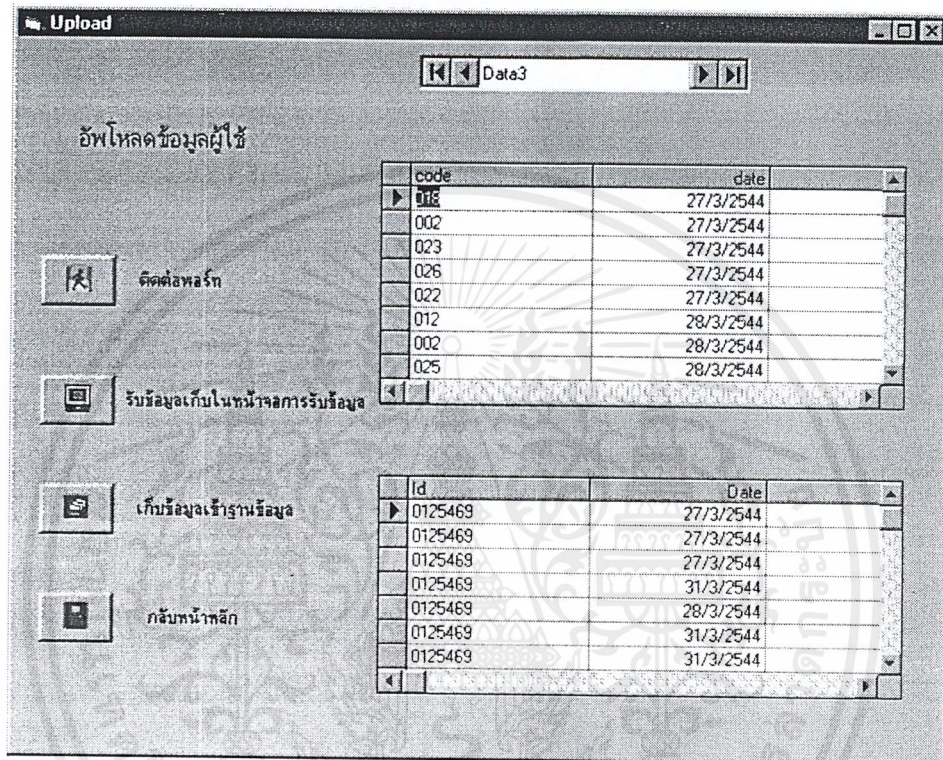 Upload
Data3
อัพโหลดข้อมูลผู้ใช้
code date
018 27/3/2544
002 27/3/2544
023 27/3/2544
026 27/3/2544
022 27/3/2544
012 28/3/2544
002 28/3/2544
025 28/3/2544
ติดต่อพอร์ท
รับข้อมูลเก็บในหน้าจอการรับข้อมูล
เก็บข้อมูลเข้าฐานข้อมูล
กลับหน้าหลัก
Id Date
0125469 27/3/2544
0125469 27/3/2544
0125469 27/3/2544
0125469 31/3/2544
0125469 28/3/2544
0125469 31/3/2544
0125469 31/3/2544